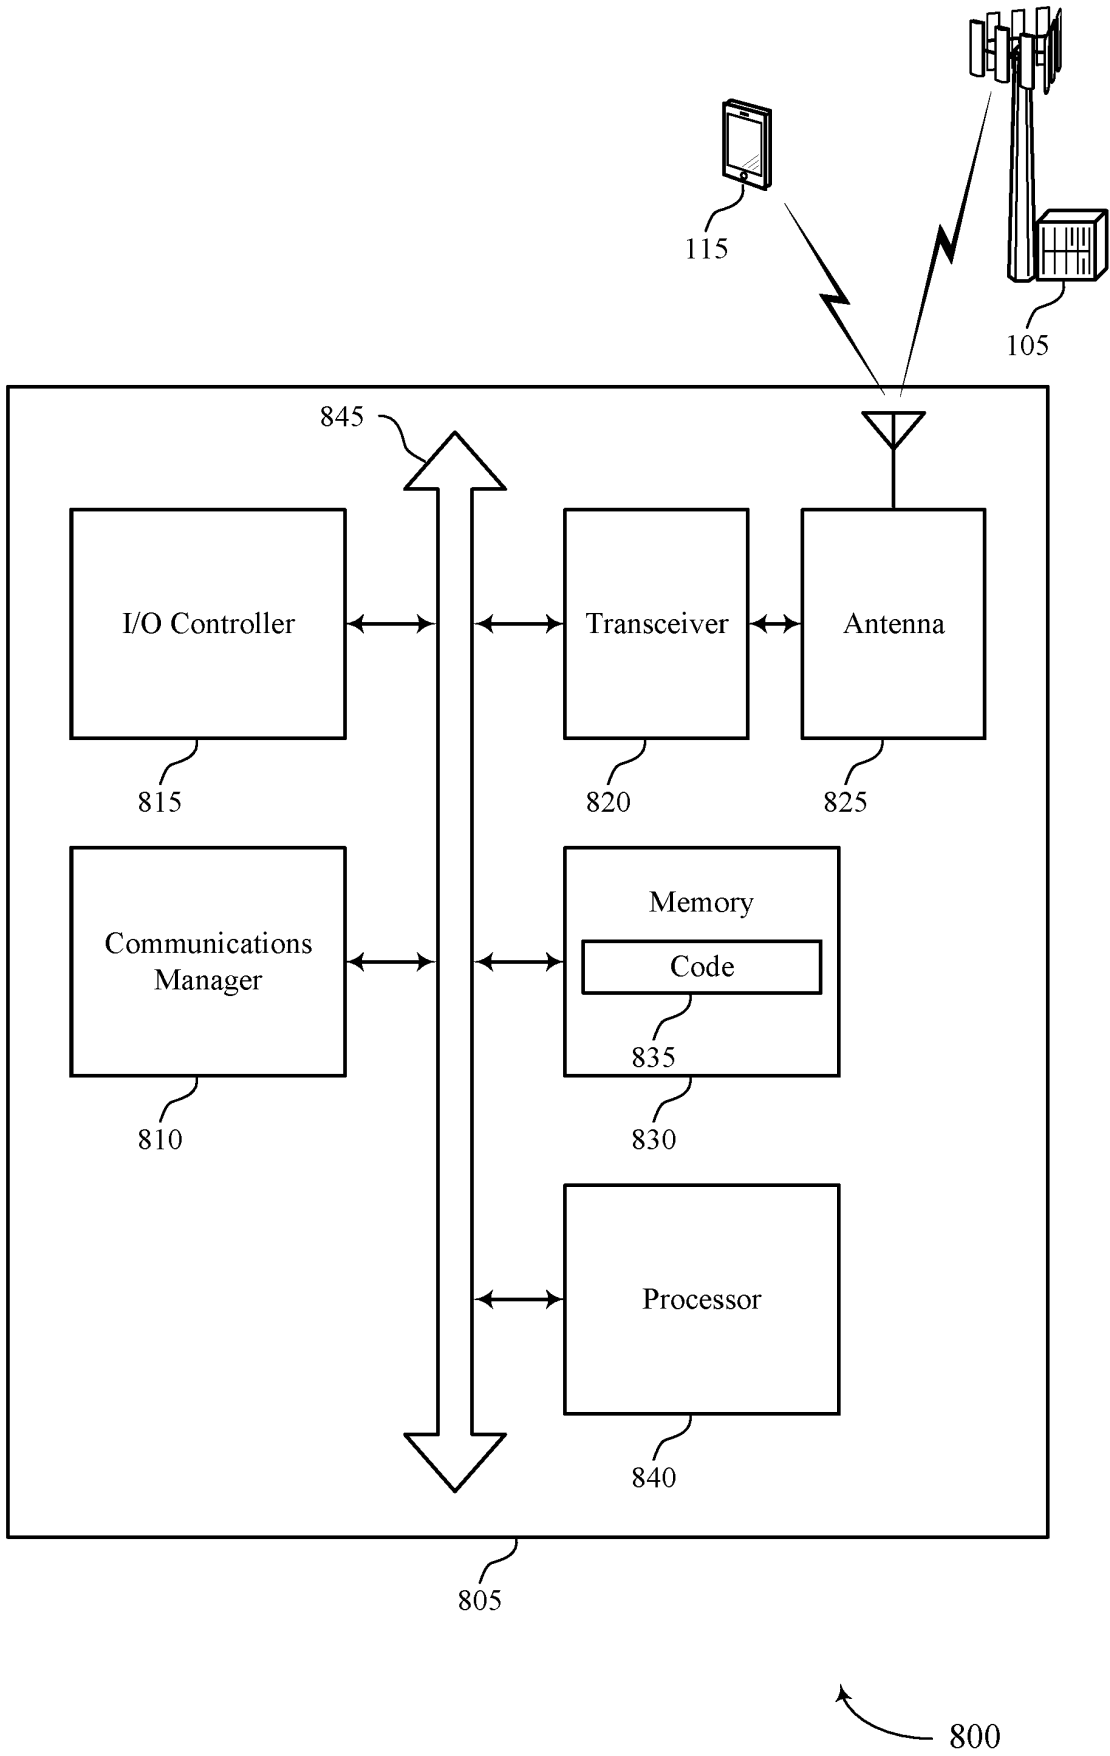 115
105
845
I/O Controller
Transceiver
Antenna
815
820
825
Communications
Manager
Memory
Code
835
810
830
Processor
840
805
800